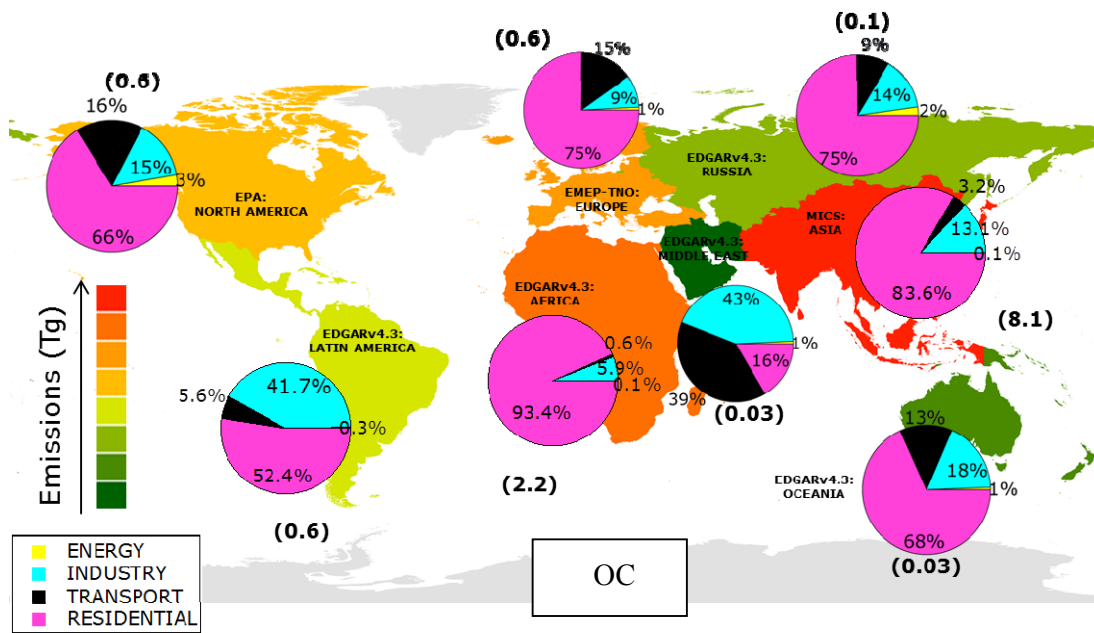 (0.6)
16%
15%
3%
66%
EPA:
NORTH AMERICA
(0.6)
15%
9%
1%
75%
(0.1)
9%
14%
2%
75%
EDGARv4.3:
RUSSIA
EMEP-TNO:
EUROPE
MICS:
ASIA
3.2%
13.1%
0.1%
83.6%
(8.1)
EDGARv4.3:
MIDDLE EAST
43%
1%
16%
39%
(0.03)
EDGARv4.3:
AFRICA
0.6%
5.9%
0.1%
93.4%
(2.2)
EDGARv4.3:
LATIN AMERICA
5.6%
41.7%
0.3%
52.4%
(0.6)
13%
18%
1%
68%
(0.03)
EDGARv4.3:
OCEANIA
Emissions (Tg)
ENERGY
INDUSTRY
TRANSPORT
RESIDENTIAL
OC